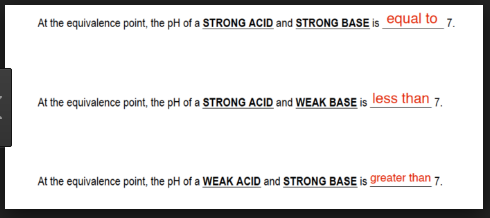 At the equivalence point, the pH of a STRONG ACID and STRONG BASE is equal to 7.
At the equivalence point, the pH of a STRONG ACID and WEAK BASE is less than 7.
At the equivalence point, the pH of a WEAK ACID and STRONG BASE is greater than 7.